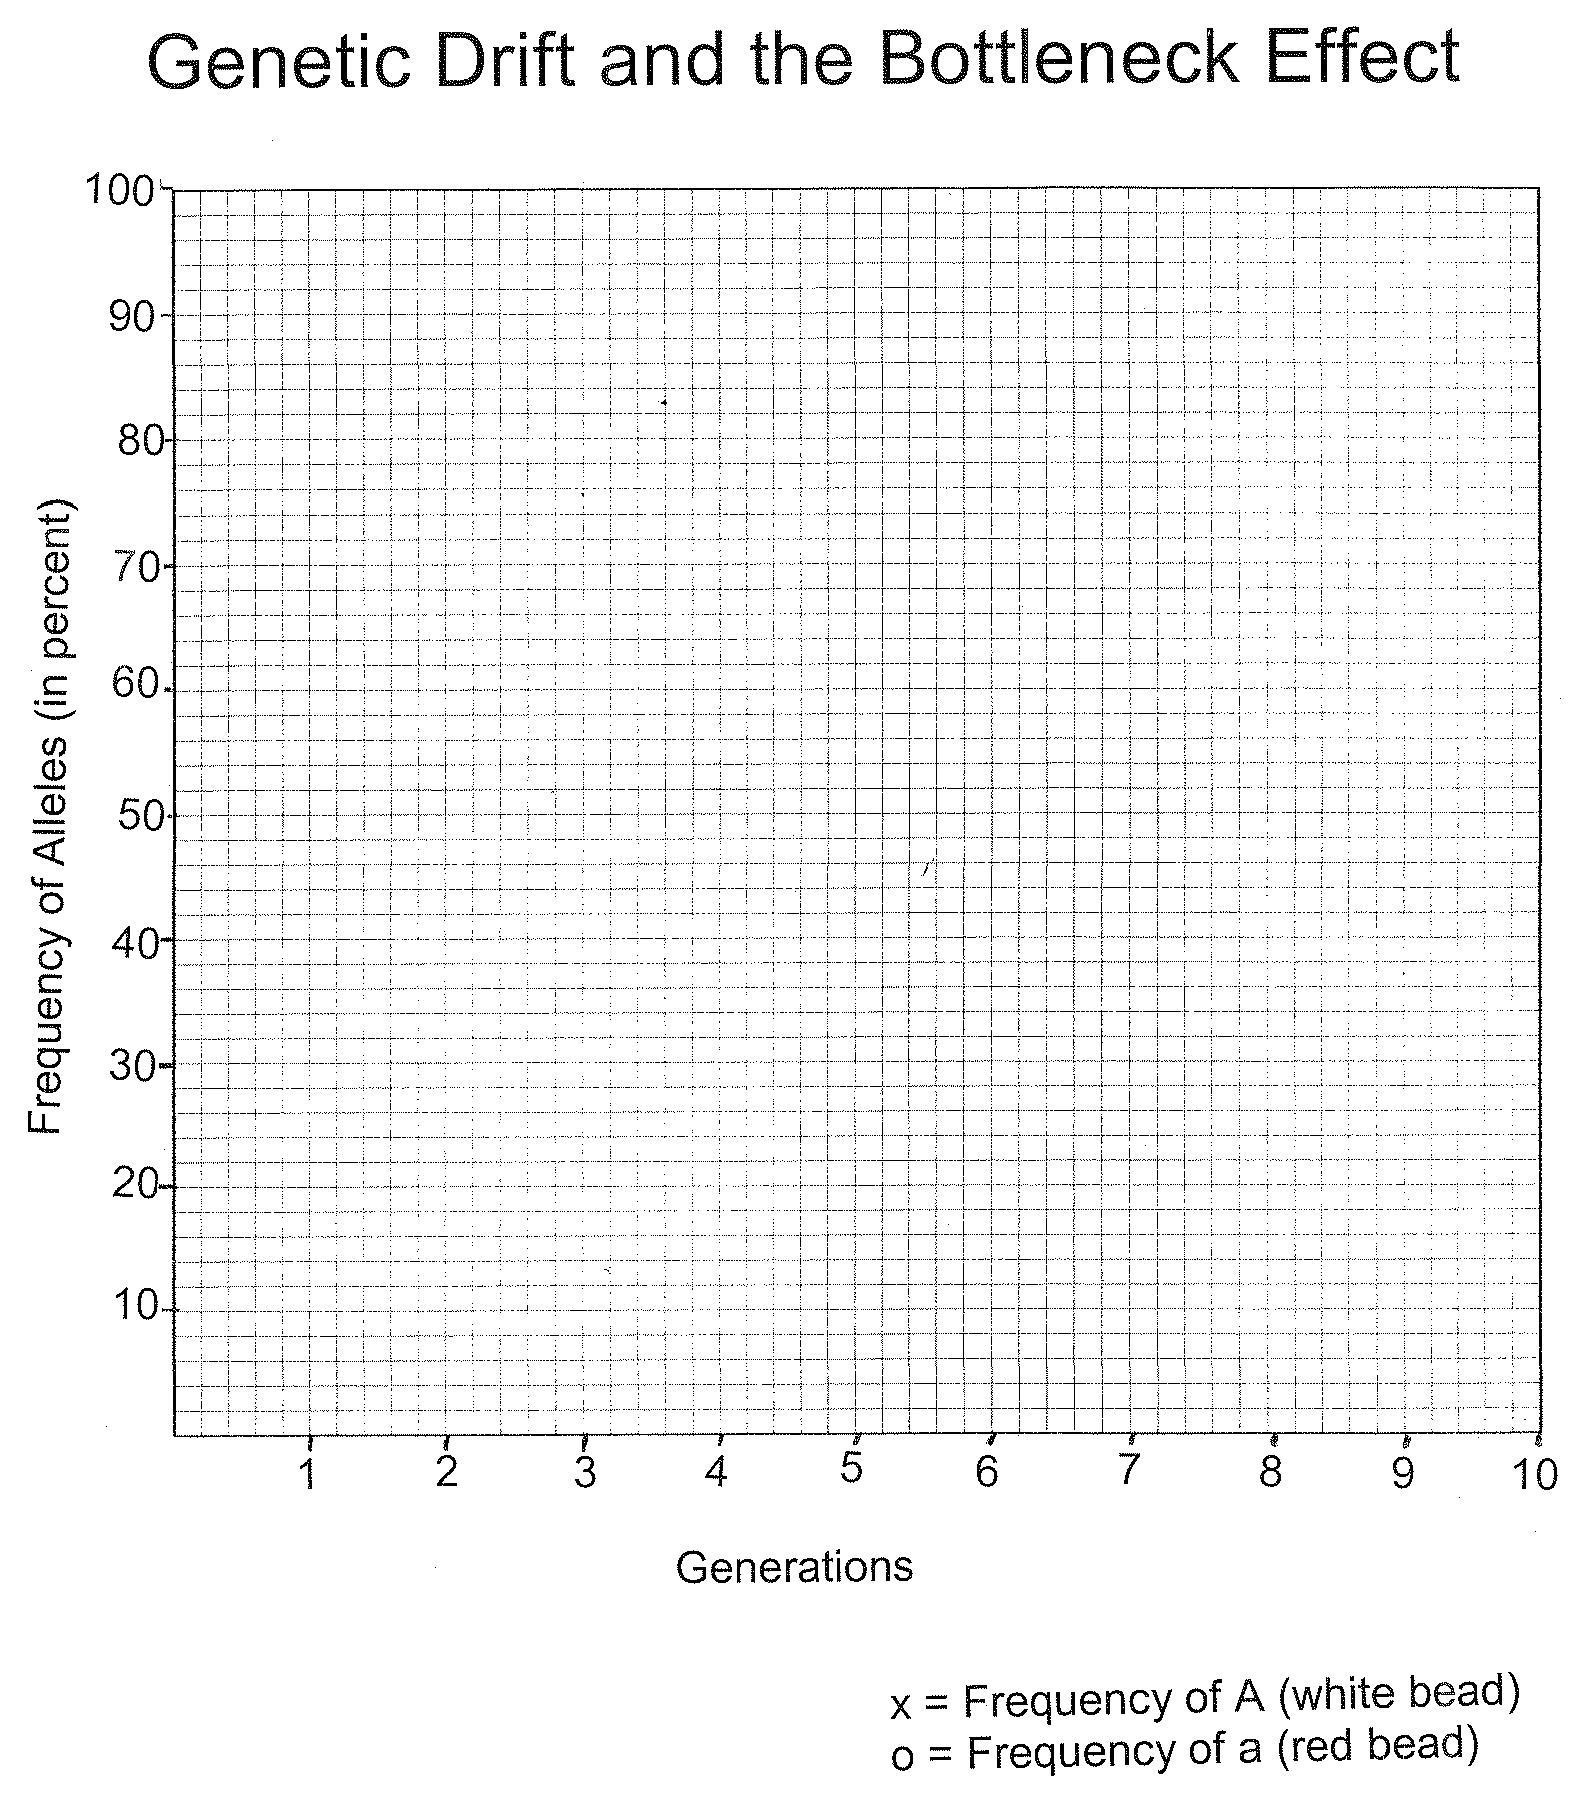 Genetic Drift and the Bottleneck Effect
100
90
80
70
60
50
40
30
20
10
Frequency of Alleles (in percent)
1 2 3 4 5 6 7 8 9 10
Generations
x = Frequency of A (white bead)
o = Frequency of a (red bead)